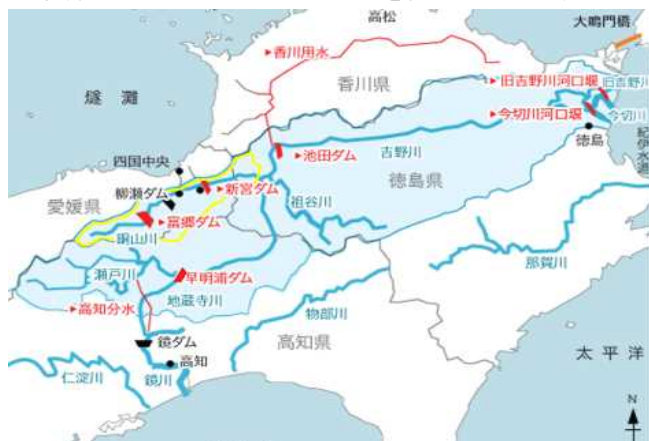 高松
大鳴門橋
▶香川用水
香川県
▶旧吉野川河口堰
旧吉野川
燧灘
▶今切川河口堰
今切川
徳島
紀伊水道
四国中央
▶池田ダム
吉野川
徳島県
柳瀬ダム
▶新宮ダム
愛媛県
▶富郷ダム
祖谷川
銅山川
那賀川
瀬戸川
▶早明浦ダム
▶高知分水
地蔵寺川
物部川
鏡ダム
高知県
太平洋
高知
仁淀川
鏡川
N